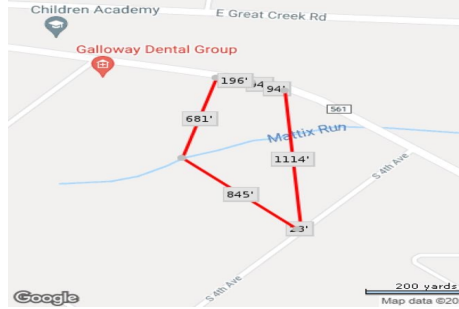 Children Academy
E Great Creek Rd
Galloway Dental Group
196'
94'
94'
561
681'
Mattix Run
1114'
S 4th Ave
845'
23'
S 4th Ave
200 yards
Google
Map data ©20